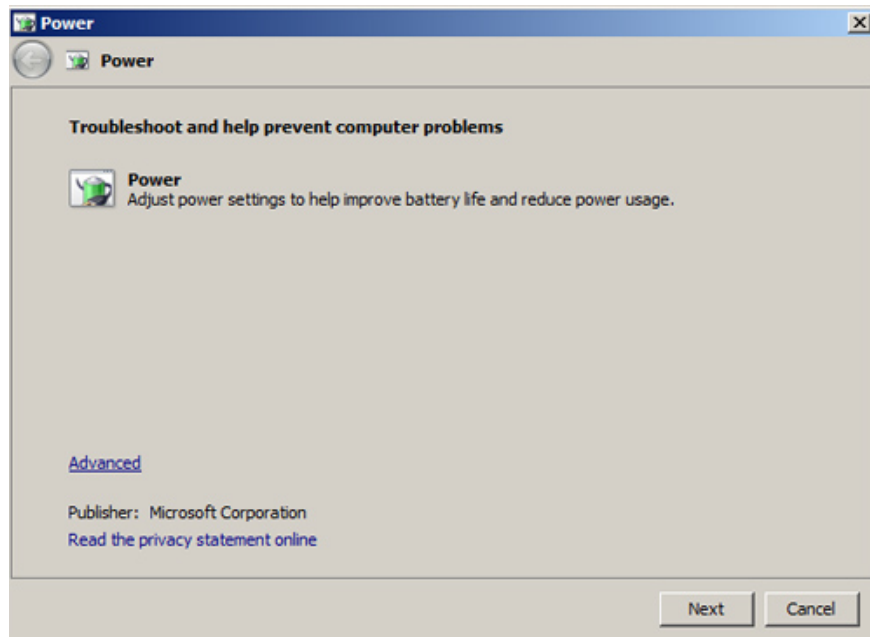 Power
Power
Troubleshoot and help prevent computer problems
Power
Adjust power settings to help improve battery life and reduce power usage.
Advanced
Publisher: Microsoft Corporation
Read the privacy statement online
Next Cancel